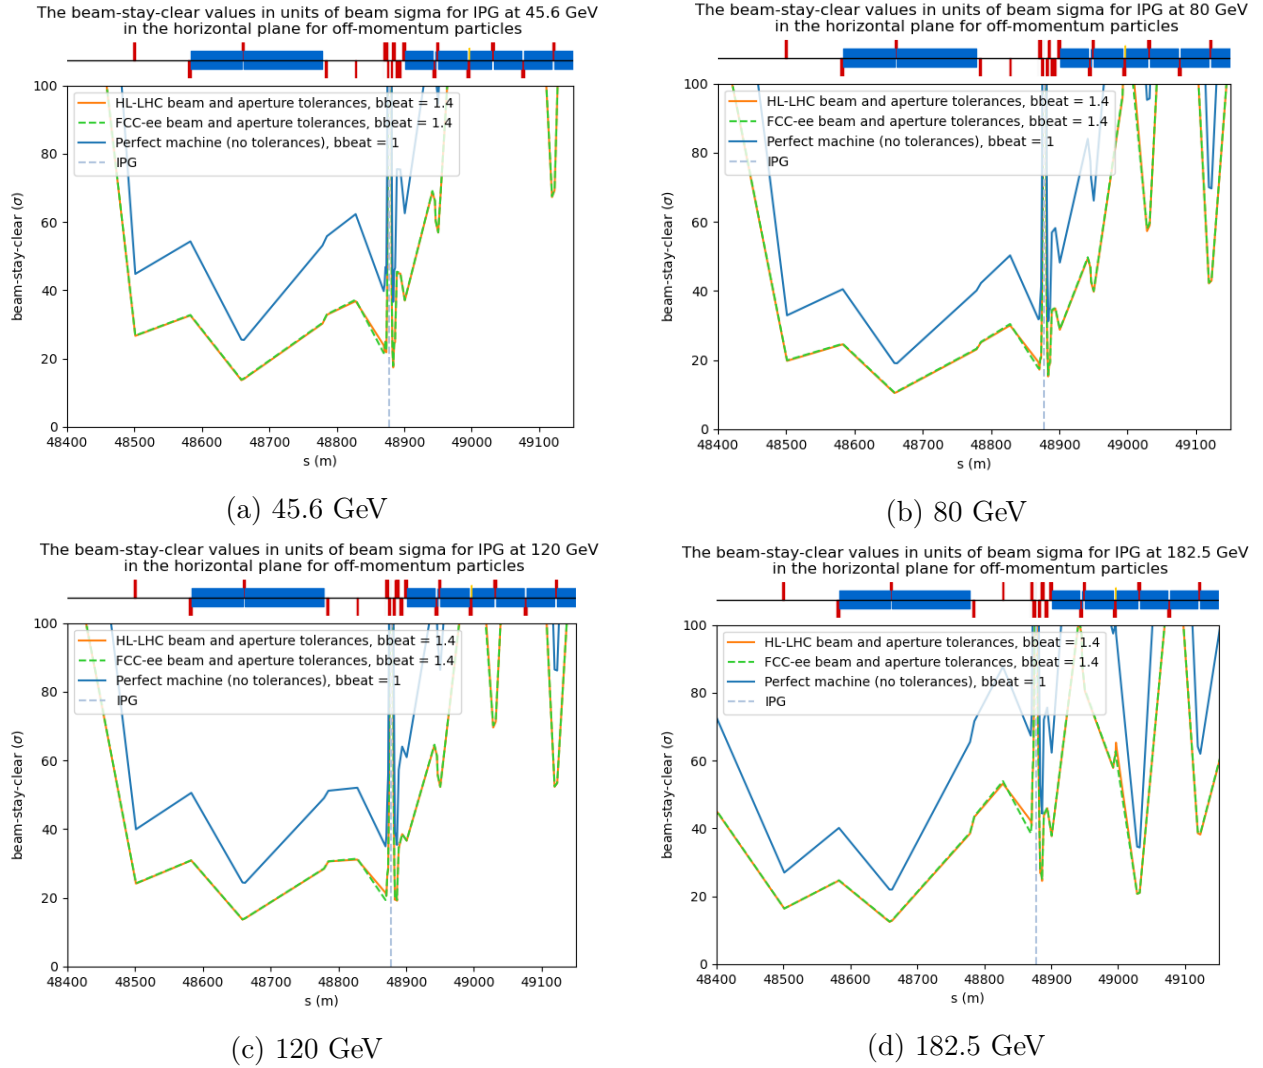 The beam-stay-clear values in units of beam sigma for IPG at 45.6 GeV
in the horizontal plane for off-momentum particles
100
80
60
40
20
0
beam-stay-clear (σ)
HL-LHC beam and aperture tolerances, bbeat = 1.4
FCC-ee beam and aperture tolerances, bbeat = 1.4
Perfect machine (no tolerances), bbeat = 1
IPG
48400 48500 48600 48700 48800 48900 49000 49100
s (m)
(a) 45.6 GeV
The beam-stay-clear values in units of beam sigma for IPG at 80 GeV
in the horizontal plane for off-momentum particles
100
80
60
40
20
0
beam-stay-clear (σ)
HL-LHC beam and aperture tolerances, bbeat = 1.4
FCC-ee beam and aperture tolerances, bbeat = 1.4
Perfect machine (no tolerances), bbeat = 1
IPG
48400 48500 48600 48700 48800 48900 49000 49100
s (m)
(b) 80 GeV
The beam-stay-clear values in units of beam sigma for IPG at 120 GeV
in the horizontal plane for off-momentum particles
100
80
60
40
20
0
beam-stay-clear (σ)
HL-LHC beam and aperture tolerances, bbeat = 1.4
FCC-ee beam and aperture tolerances, bbeat = 1.4
Perfect machine (no tolerances), bbeat = 1
IPG
48400 48500 48600 48700 48800 48900 49000 49100
s (m)
(c) 120 GeV
The beam-stay-clear values in units of beam sigma for IPG at 182.5 GeV
in the horizontal plane for off-momentum particles
100
80
60
40
20
0
beam-stay-clear (σ)
HL-LHC beam and aperture tolerances, bbeat = 1.4
FCC-ee beam and aperture tolerances, bbeat = 1.4
Perfect machine (no tolerances), bbeat = 1
IPG
48400 48500 48600 48700 48800 48900 49000 49100
s (m)
(d) 182.5 GeV